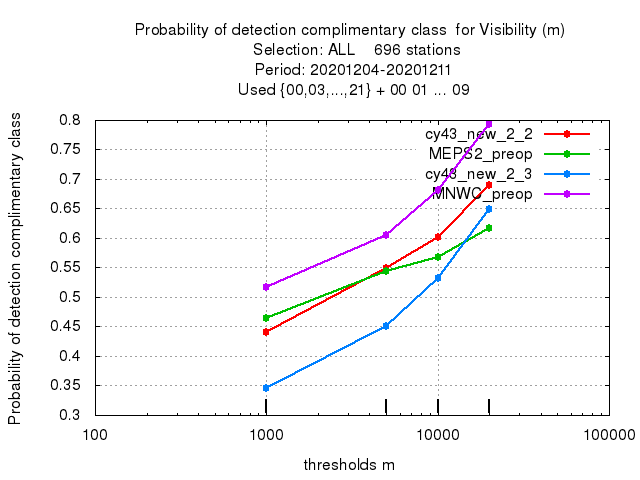 Probability of detection complimentary class  for Visibility (m)
Selection: ALL    696 stations
Period: 20201204-20201211
Used {00,03,...,21} + 00 01 ... 09
Probability of detection complimentary class
0.8
0.75
0.7
0.65
0.6
0.55
0.5
0.45
0.4
0.35
0.3
cy43_new_2_2
MEPS2_preop
cy43_new_2_3
MNWC_preop
100
1000
10000
100000
thresholds m